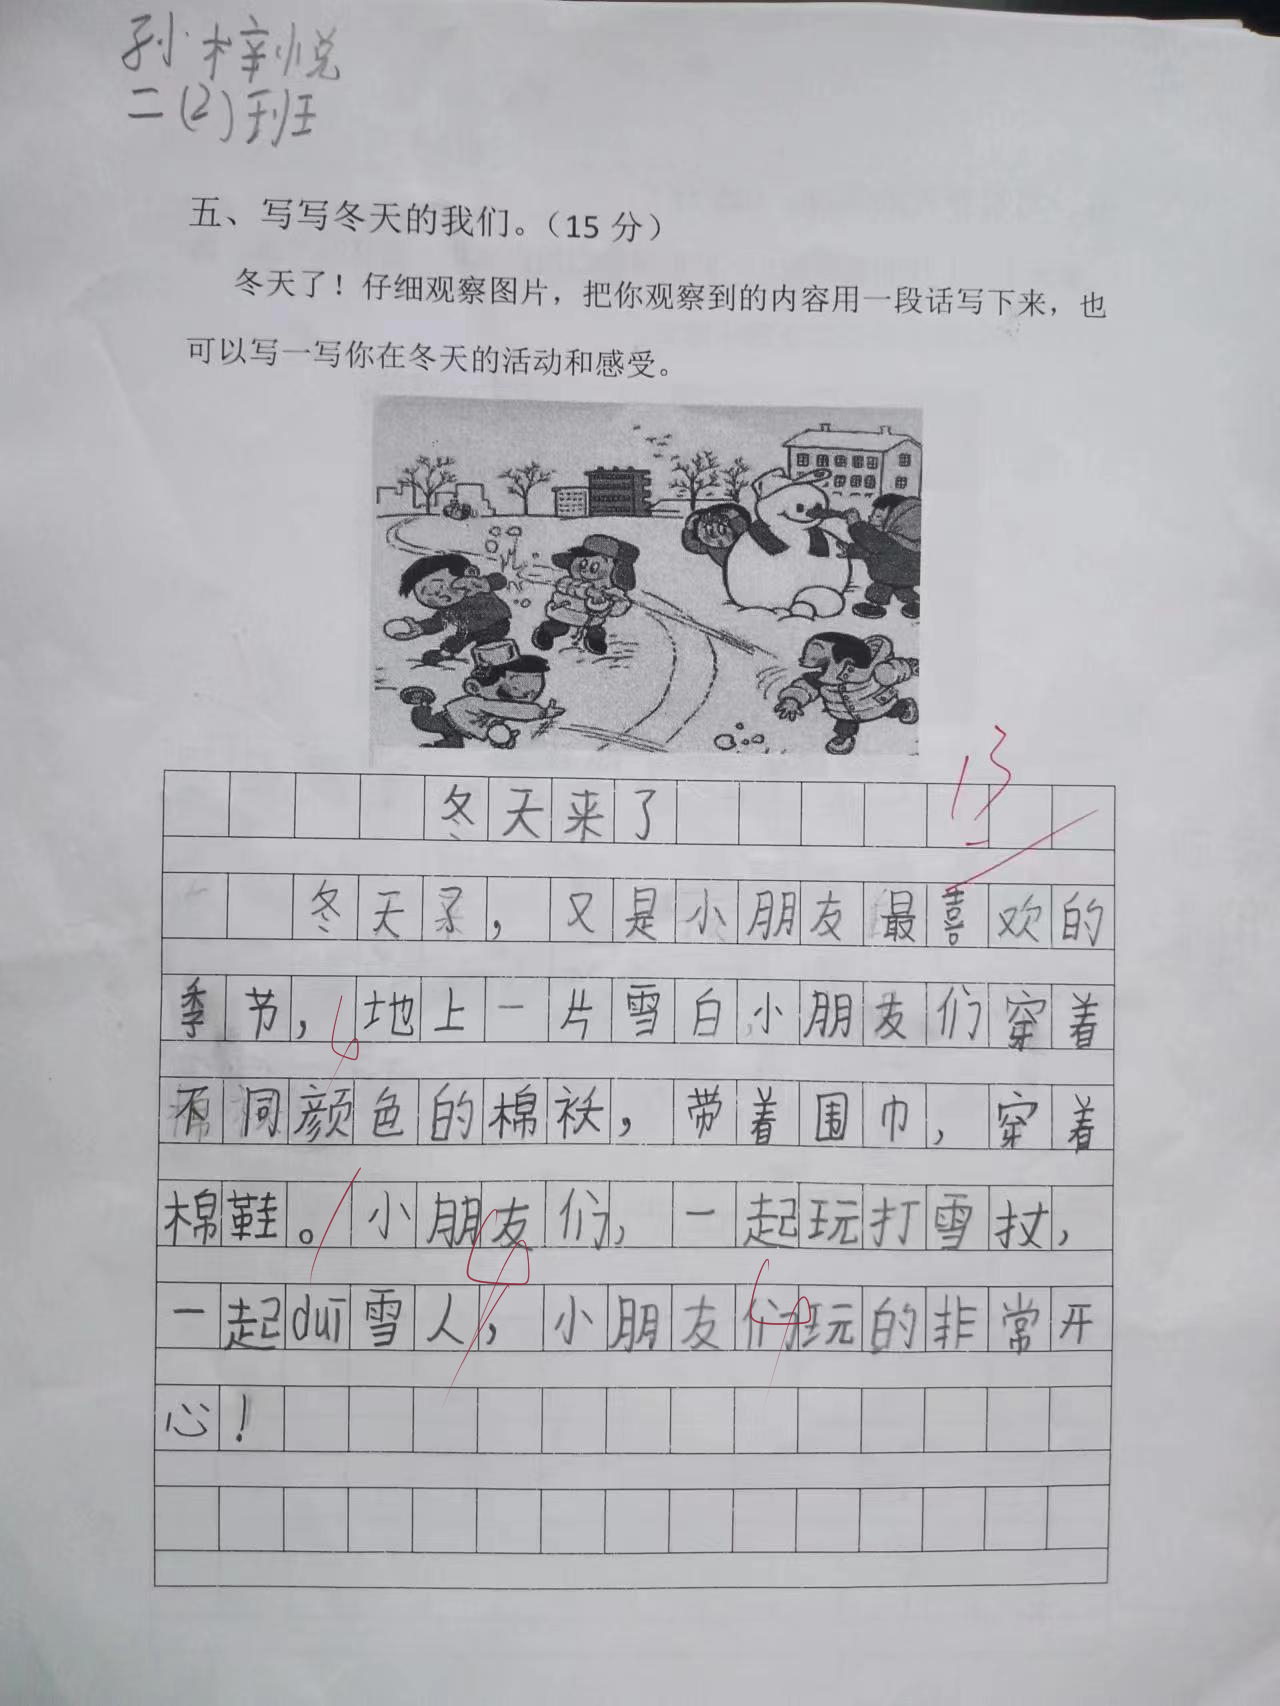 孙梓悦
二(2)班
五、写写冬天的我们。(15分)
冬天了！仔细观察图片，把你观察到的内容用一段话写下来，也
可以写一写你在冬天的活动和感受。
13
冬天来了
冬天了，又是小朋友最喜欢的
季节，地上一片雪白小朋友们穿着
不同颜色的棉袄，带着围巾，穿着
棉鞋。小朋友们，一起玩打雪扙，
一起duī雪人，小朋友们玩的非常开
心！